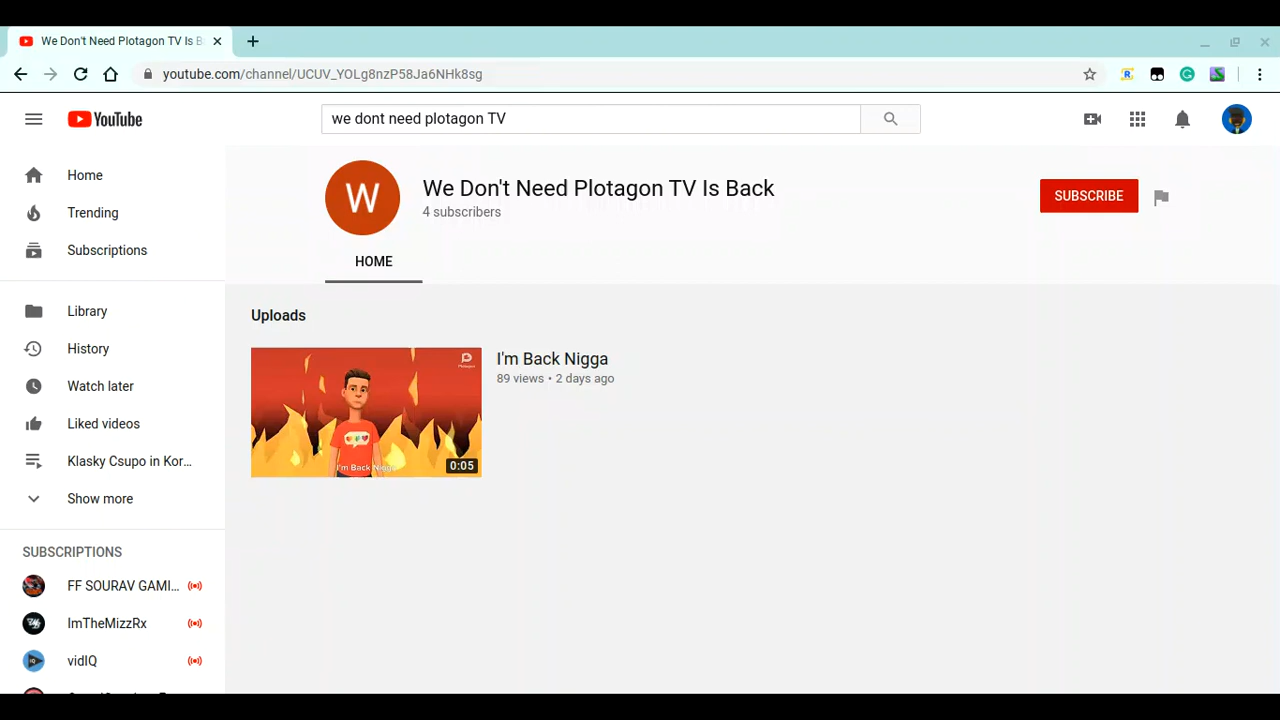 We Don't Need Plotagon TV Is B
youtube.com/channel/UCUV_YOLg8nzP58Ja6NHk8sg
YouTube
we dont need plotagon TV
Home
Trending
Subscriptions
Library
History
Watch later
Liked videos
Klasky Csupo in Kor...
Show more
SUBSCRIPTIONS
FF SOURAV GAMI...
ImTheMizzRx
vidIQ
W
We Don't Need Plotagon TV Is Back
4 subscribers
SUBSCRIBE
HOME
Uploads
Plotagon
I'm Back Nigga
0:05
I'm Back Nigga
89 views • 2 days ago